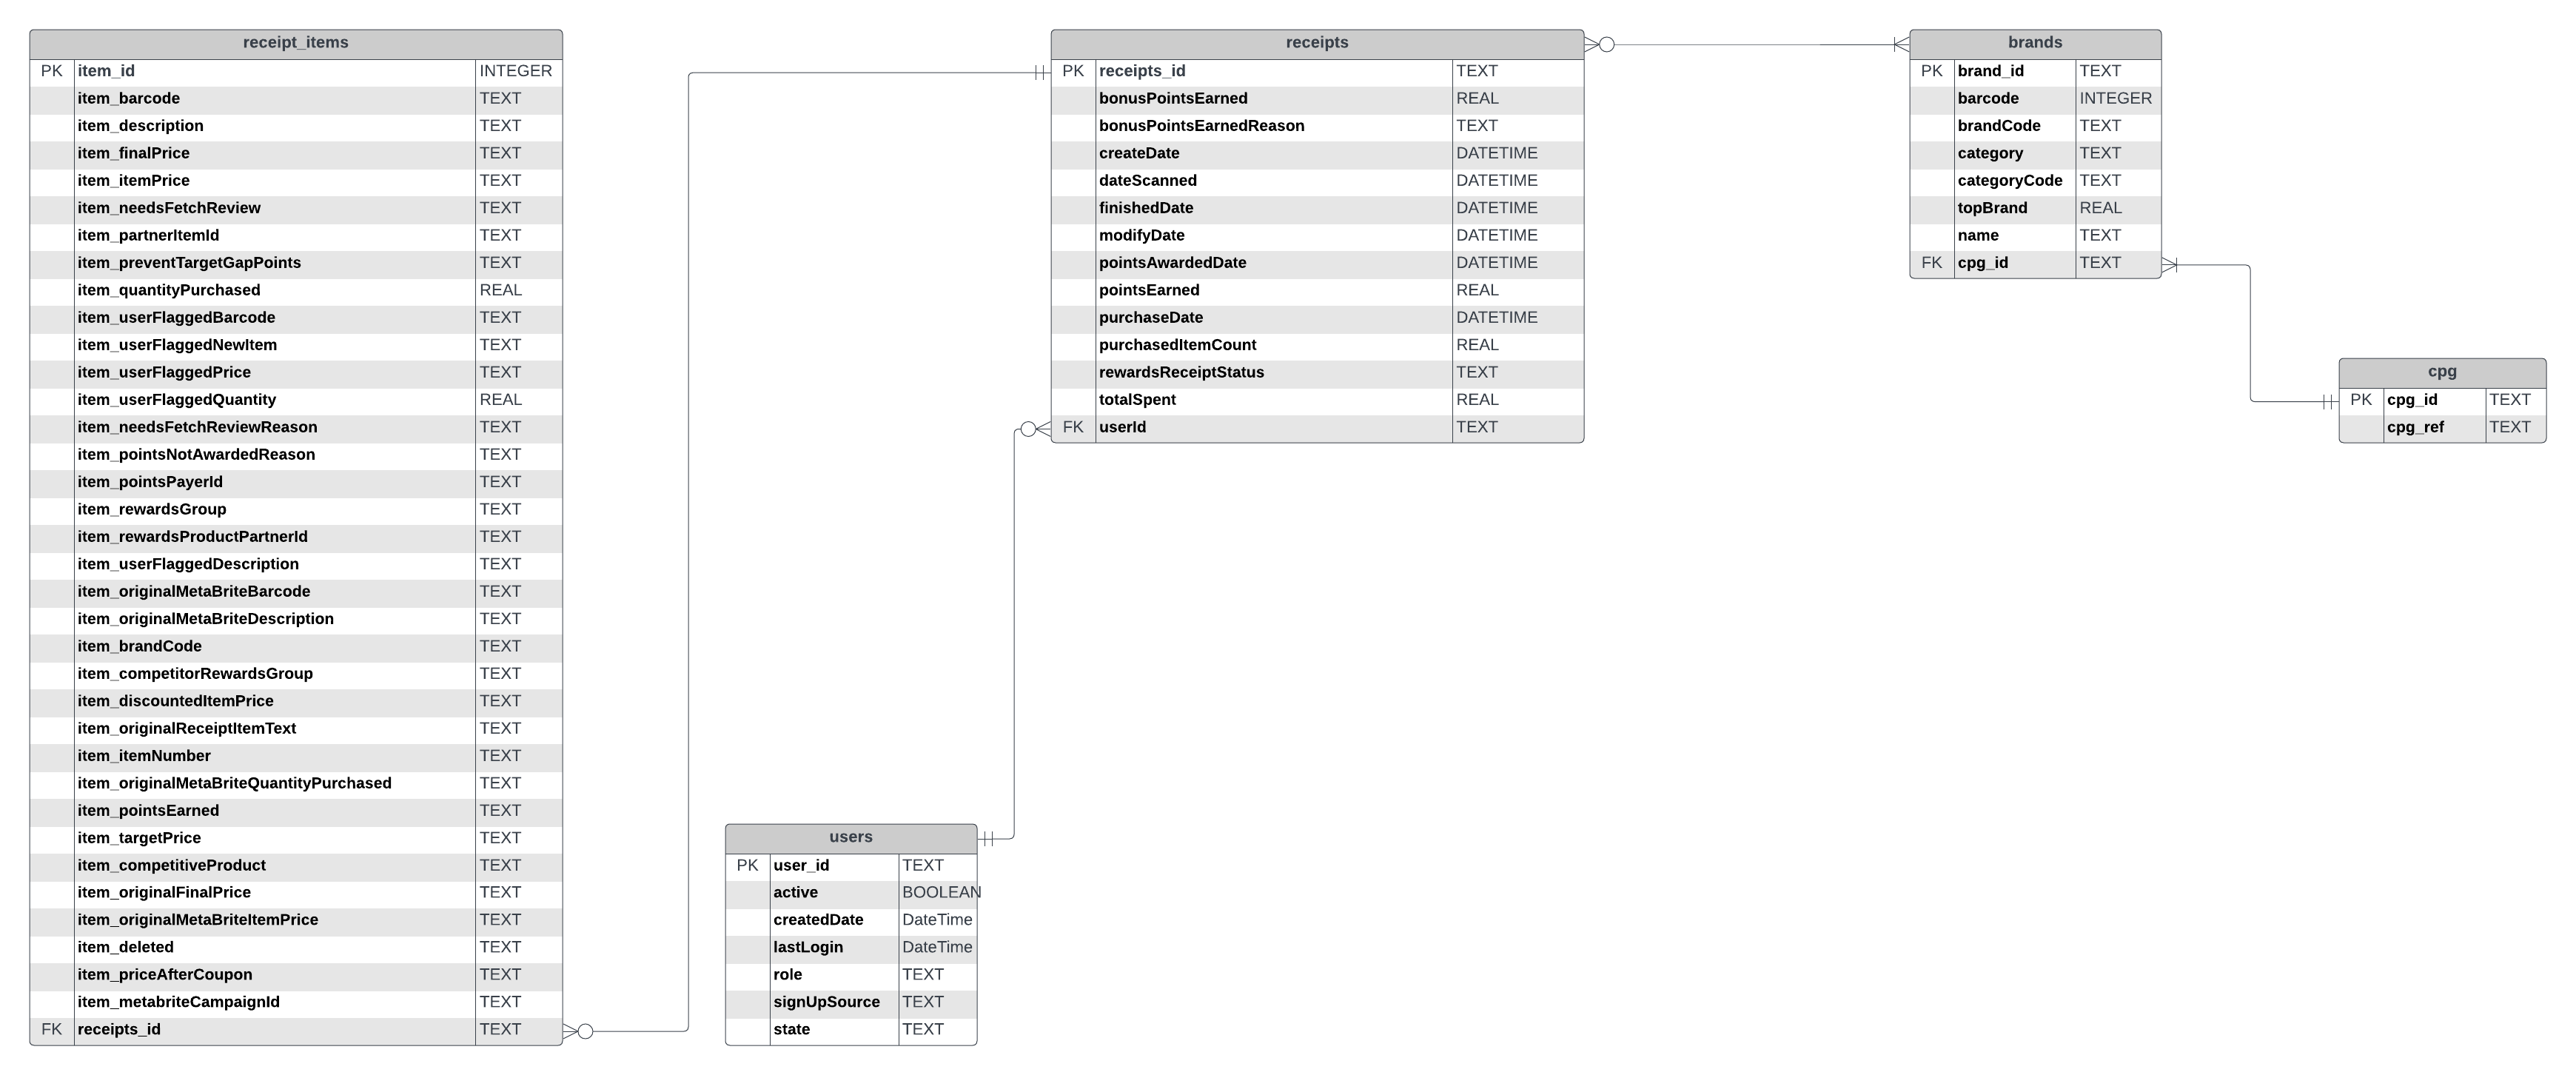 receipt_items
PK item_id INTEGER
item_barcode TEXT
item_description TEXT
item_finalPrice TEXT
item_itemPrice TEXT
item_needsFetchReview TEXT
item_partnerItemId TEXT
item_preventTargetGapPoints TEXT
item_quantityPurchased REAL
item_userFlaggedBarcode TEXT
item_userFlaggedNewItem TEXT
item_userFlaggedPrice TEXT
item_userFlaggedQuantity REAL
item_needsFetchReviewReason TEXT
item_pointsNotAwardedReason TEXT
item_pointsPayerId TEXT
item_rewardsGroup TEXT
item_rewardsProductPartnerId TEXT
item_userFlaggedDescription TEXT
item_originalMetaBriteBarcode TEXT
item_originalMetaBriteDescription TEXT
item_brandCode TEXT
item_competitorRewardsGroup TEXT
item_discountedItemPrice TEXT
item_originalReceiptItemText TEXT
item_itemNumber TEXT
item_originalMetaBriteQuantityPurchased TEXT
item_pointsEarned TEXT
item_targetPrice TEXT
item_competitiveProduct TEXT
item_originalFinalPrice TEXT
item_originalMetaBriteItemPrice TEXT
item_deleted TEXT
item_priceAfterCoupon TEXT
item_metabriteCampaignId TEXT
FK receipts_id TEXT
receipts
PK receipts_id TEXT
bonusPointsEarned REAL
bonusPointsEarnedReason TEXT
createDate DATETIME
dateScanned DATETIME
finishedDate DATETIME
modifyDate DATETIME
pointsAwardedDate DATETIME
pointsEarned REAL
purchaseDate DATETIME
purchasedItemCount REAL
rewardsReceiptStatus TEXT
totalSpent REAL
FK userId TEXT
users
PK user_id TEXT
active BOOLEAN
createdDate DateTime
lastLogin DateTime
role TEXT
signUpSource TEXT
state TEXT
brands
PK brand_id TEXT
barcode INTEGER
brandCode TEXT
category TEXT
categoryCode TEXT
topBrand REAL
name TEXT
FK cpg_id TEXT
cpg
PK cpg_id TEXT
cpg_ref TEXT